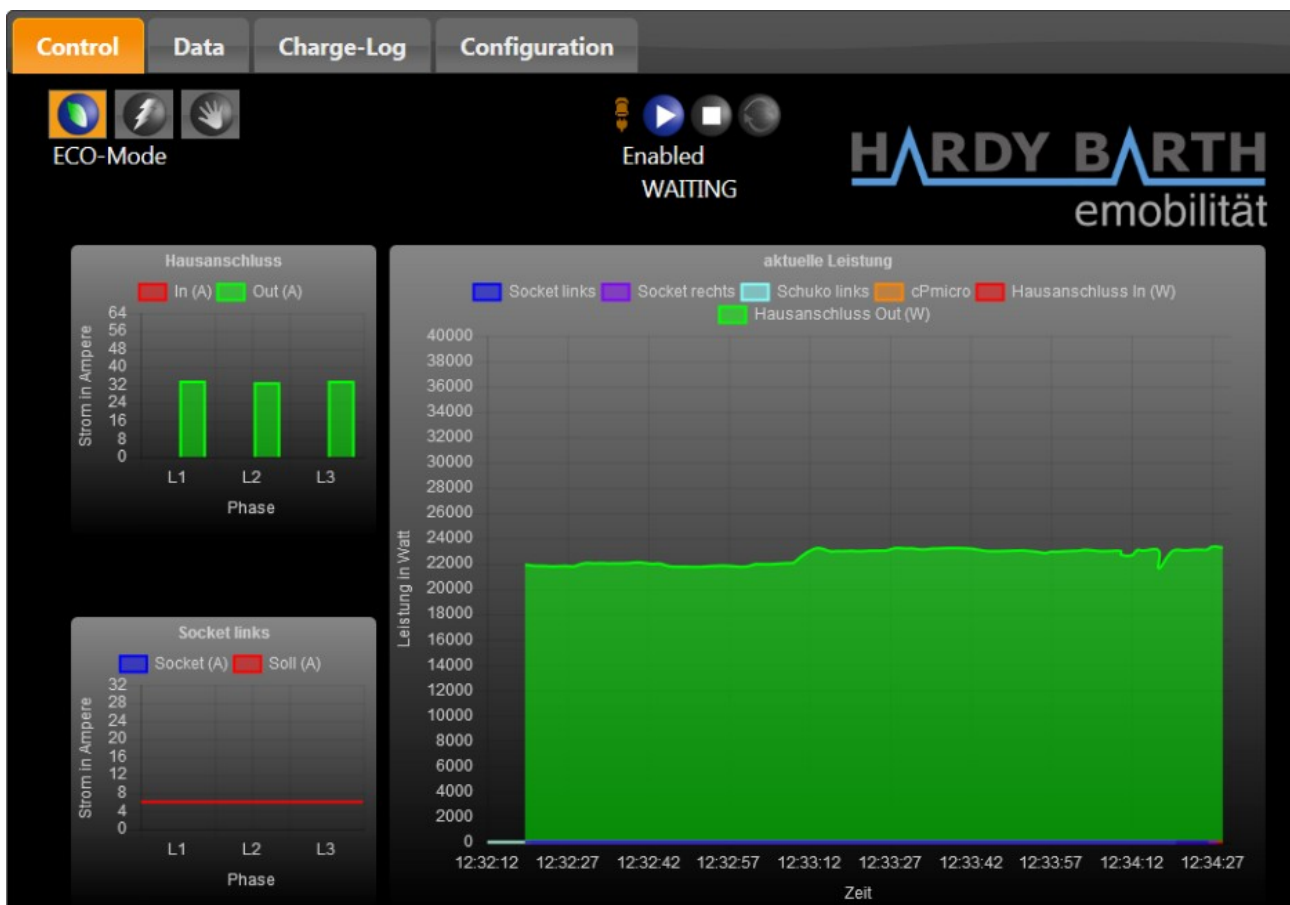 Control Data Charge-Log Configuration
ECO-Mode
Enabled
WAITING
HARDY BARTH
emobilität
Hausanschluss
In (A) Out (A)
64
56
48
40
32
24
16
8
0
Strom in Ampere
L1 L2 L3
Phase
Socket links
Socket (A) Soll (A)
32
28
24
20
16
12
8
4
0
Strom in Ampere
L1 L2 L3
Phase
aktuelle Leistung
Socket links Socket rechts Schuko links cPmicro Hausanschluss In (W)
Hausanschluss Out (W)
40000
38000
36000
34000
32000
30000
28000
26000
24000
22000
20000
18000
16000
14000
12000
10000
8000
6000
4000
2000
0
Leistung in Watt
12:32:12 12:32:27 12:32:42 12:32:57 12:33:12 12:33:27 12:33:42 12:33:57 12:34:12 12:34:27
Zeit